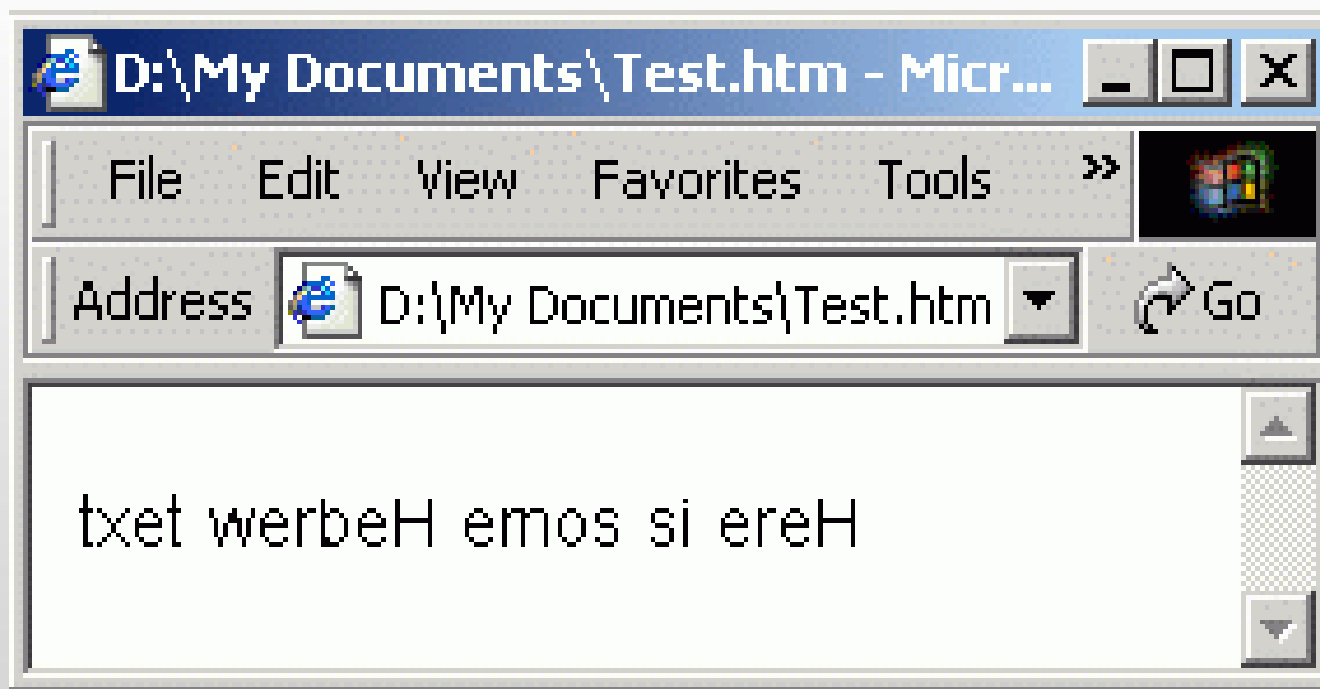 D:\My Documents\Test.htm - Micr...
File Edit View Favorites Tools »
Address D:\My Documents\Test.htm Go
txet werbeH emos si ereH